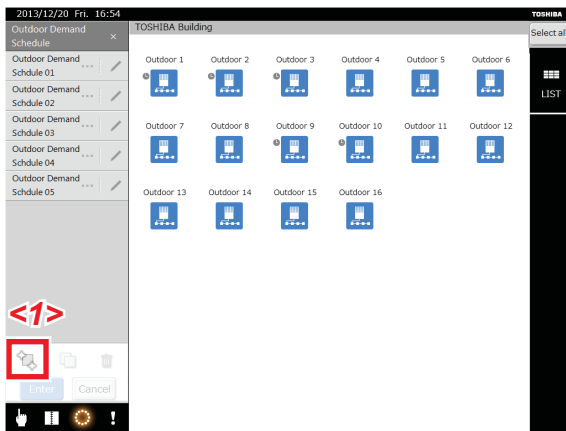 2013/12/20 Fri. 16:54
TOSHIBA
Outdoor Demand
Schedule
×
TOSHIBA Building
Select all
LIST
Outdoor Demand
Schdule 01
Outdoor Demand
Schdule 02
Outdoor Demand
Schdule 03
Outdoor Demand
Schdule 04
Outdoor Demand
Schdule 05
Outdoor 1 Outdoor 2 Outdoor 3 Outdoor 4 Outdoor 5 Outdoor 6
Outdoor 7 Outdoor 8 Outdoor 9 Outdoor 10 Outdoor 11 Outdoor 12
Outdoor 13 Outdoor 14 Outdoor 15 Outdoor 16
<1>
Enter Cancel